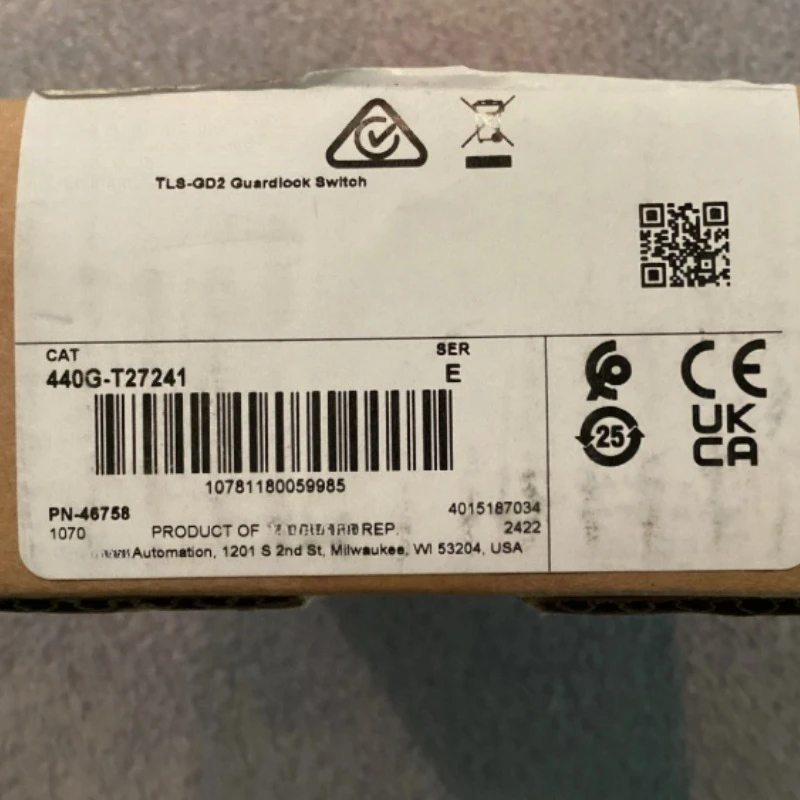 TLS-GD2 Guardlock Switch
CAT
440G-T27241
SER
E
10781180059985
PN-46758
1070
PRODUCT OF REP.
4015187034
2422
Automation, 1201 S 2nd St, Milwaukee, WI 53204, USA
25
CE
UK
CA